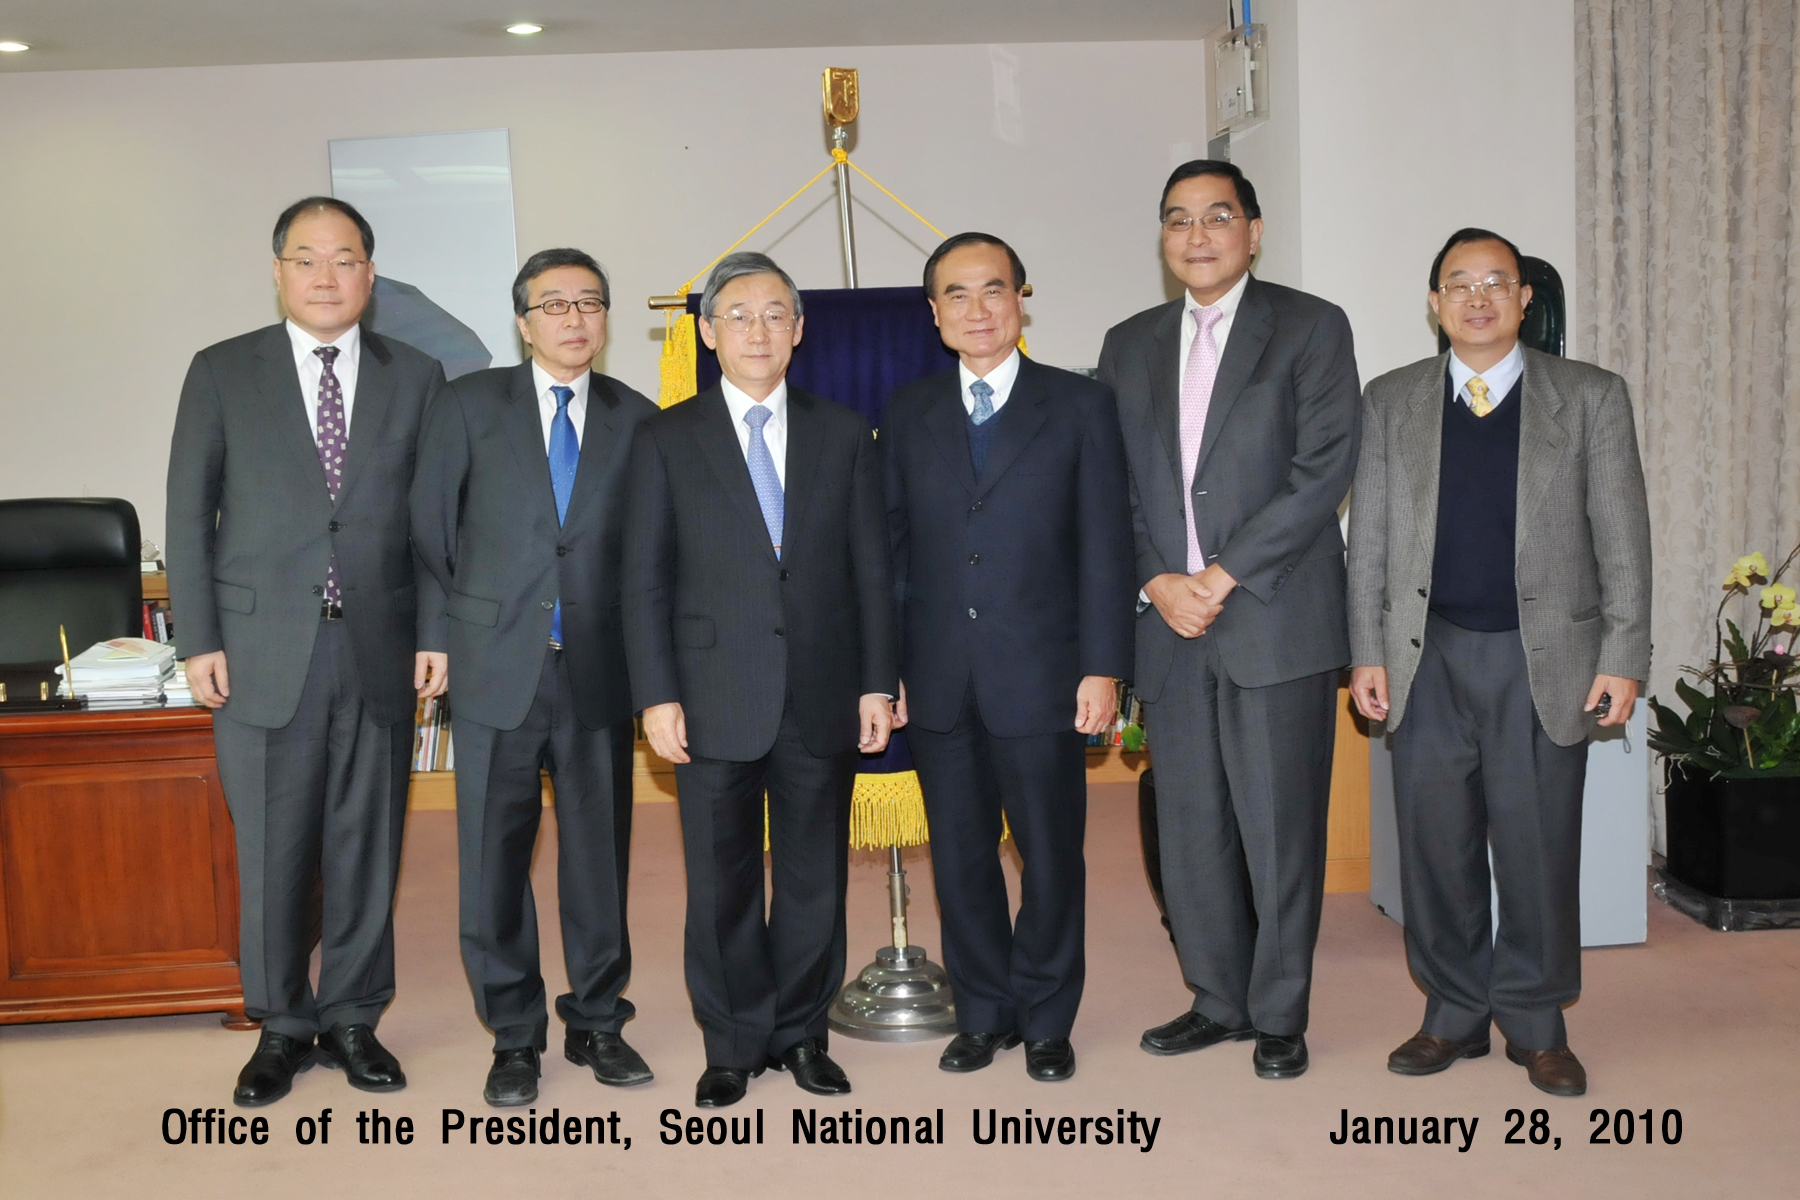 Office of the President, Seoul National University January 28, 2010